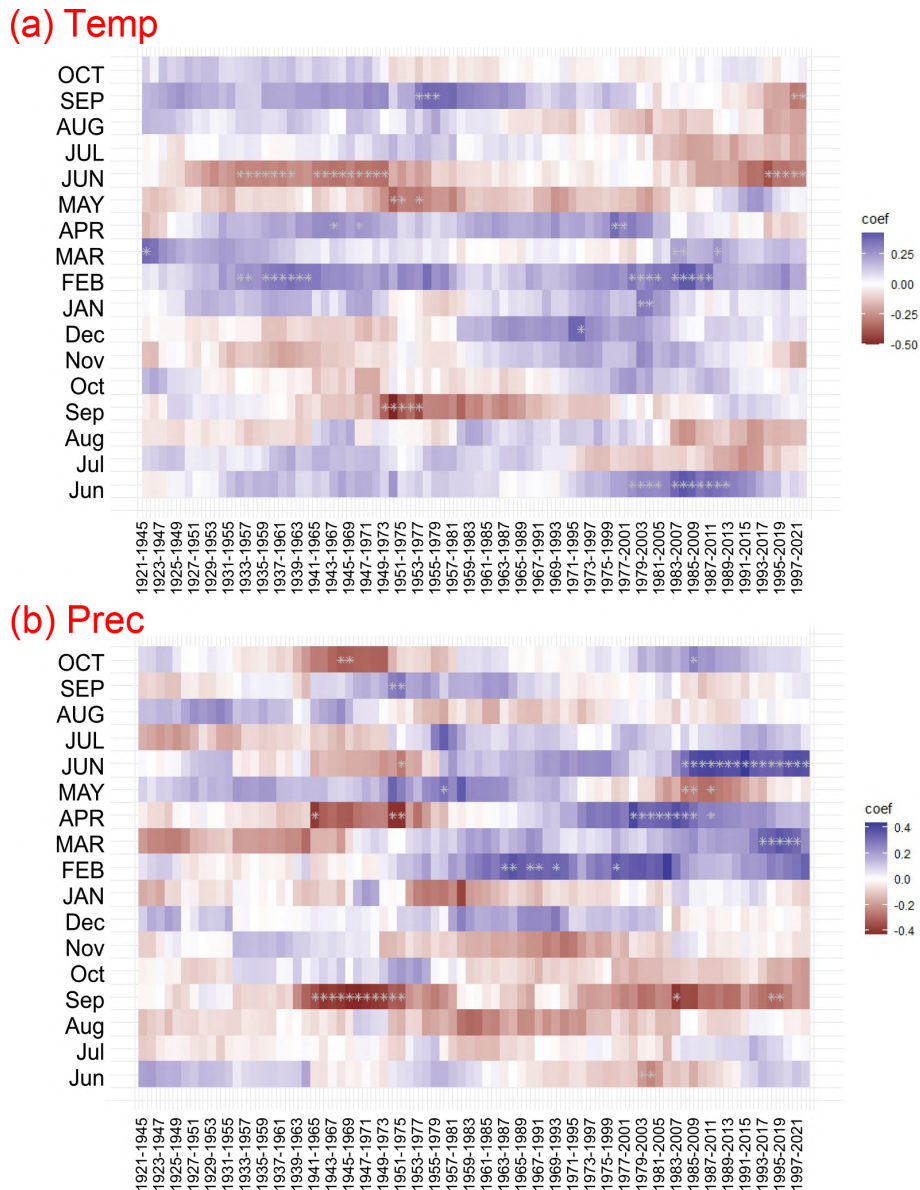 (a) Temp
OCT
SEP
AUG
JUL
JUN
MAY
APR
MAR
FEB
JAN
Dec
Nov
Oct
Sep
Aug
Jul
Jun
coef
0.25
0.00
-0.25
-0.50
1921-1945
1923-1947
1925-1949
1927-1951
1929-1953
1931-1955
1933-1957
1935-1959
1937-1961
1939-1963
1941-1965
1943-1967
1945-1969
1947-1971
1949-1973
1951-1975
1953-1977
1955-1979
1957-1981
1959-1983
1961-1985
1963-1987
1965-1989
1967-1991
1969-1993
1971-1995
1973-1997
1975-1999
1977-2001
1979-2003
1981-2005
1983-2007
1985-2009
1987-2011
1989-2013
1991-2015
1993-2017
1995-2019
1997-2021
(b) Prec
OCT
SEP
AUG
JUL
JUN
MAY
APR
MAR
FEB
JAN
Dec
Nov
Oct
Sep
Aug
Jul
Jun
coef
0.4
0.2
0.0
-0.2
-0.4
1921-1945
1923-1947
1925-1949
1927-1951
1929-1953
1931-1955
1933-1957
1935-1959
1937-1961
1939-1963
1941-1965
1943-1967
1945-1969
1947-1971
1949-1973
1951-1975
1953-1977
1955-1979
1957-1981
1959-1983
1961-1985
1963-1987
1965-1989
1967-1991
1969-1993
1971-1995
1973-1997
1975-1999
1977-2001
1979-2003
1981-2005
1983-2007
1985-2009
1987-2011
1989-2013
1991-2015
1993-2017
1995-2019
1997-2021